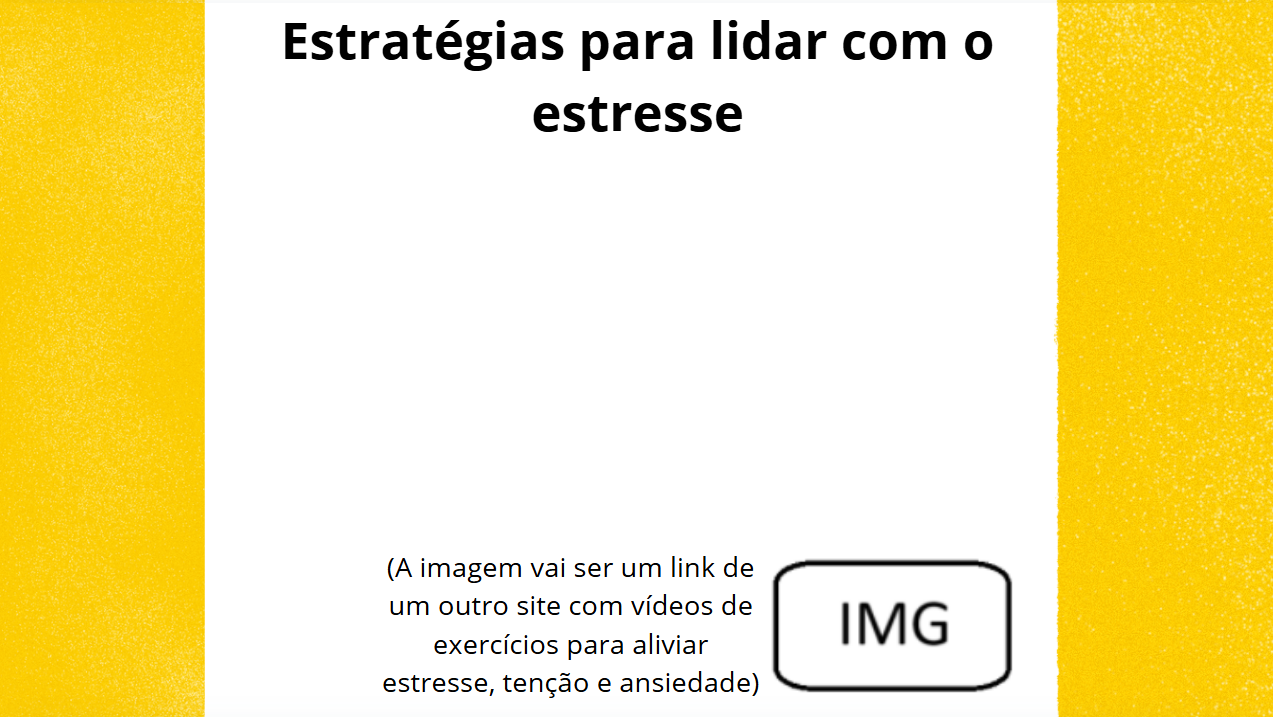 Estratégias para lidar com o
estresse
(A imagem vai ser um link de
um outro site com vídeos de
exercícios para aliviar
estresse, tenção e ansiedade)
IMG